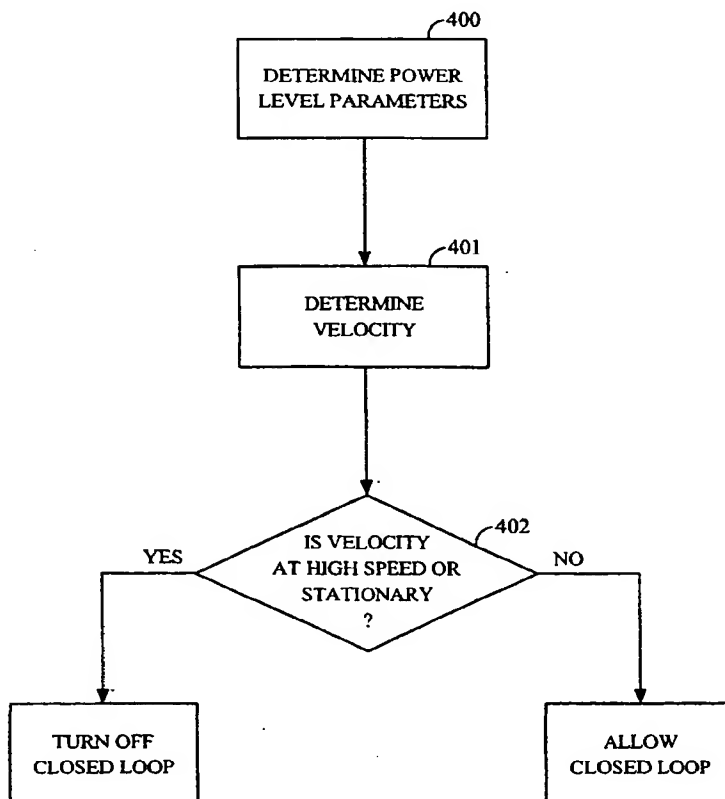 400
DETERMINE POWER
LEVEL PARAMETERS
401
DETERMINE
VELOCITY
402
IS VELOCITY
AT HIGH SPEED OR
STATIONARY
?
YES
NO
TURN OFF
CLOSED LOOP
ALLOW
CLOSED LOOP